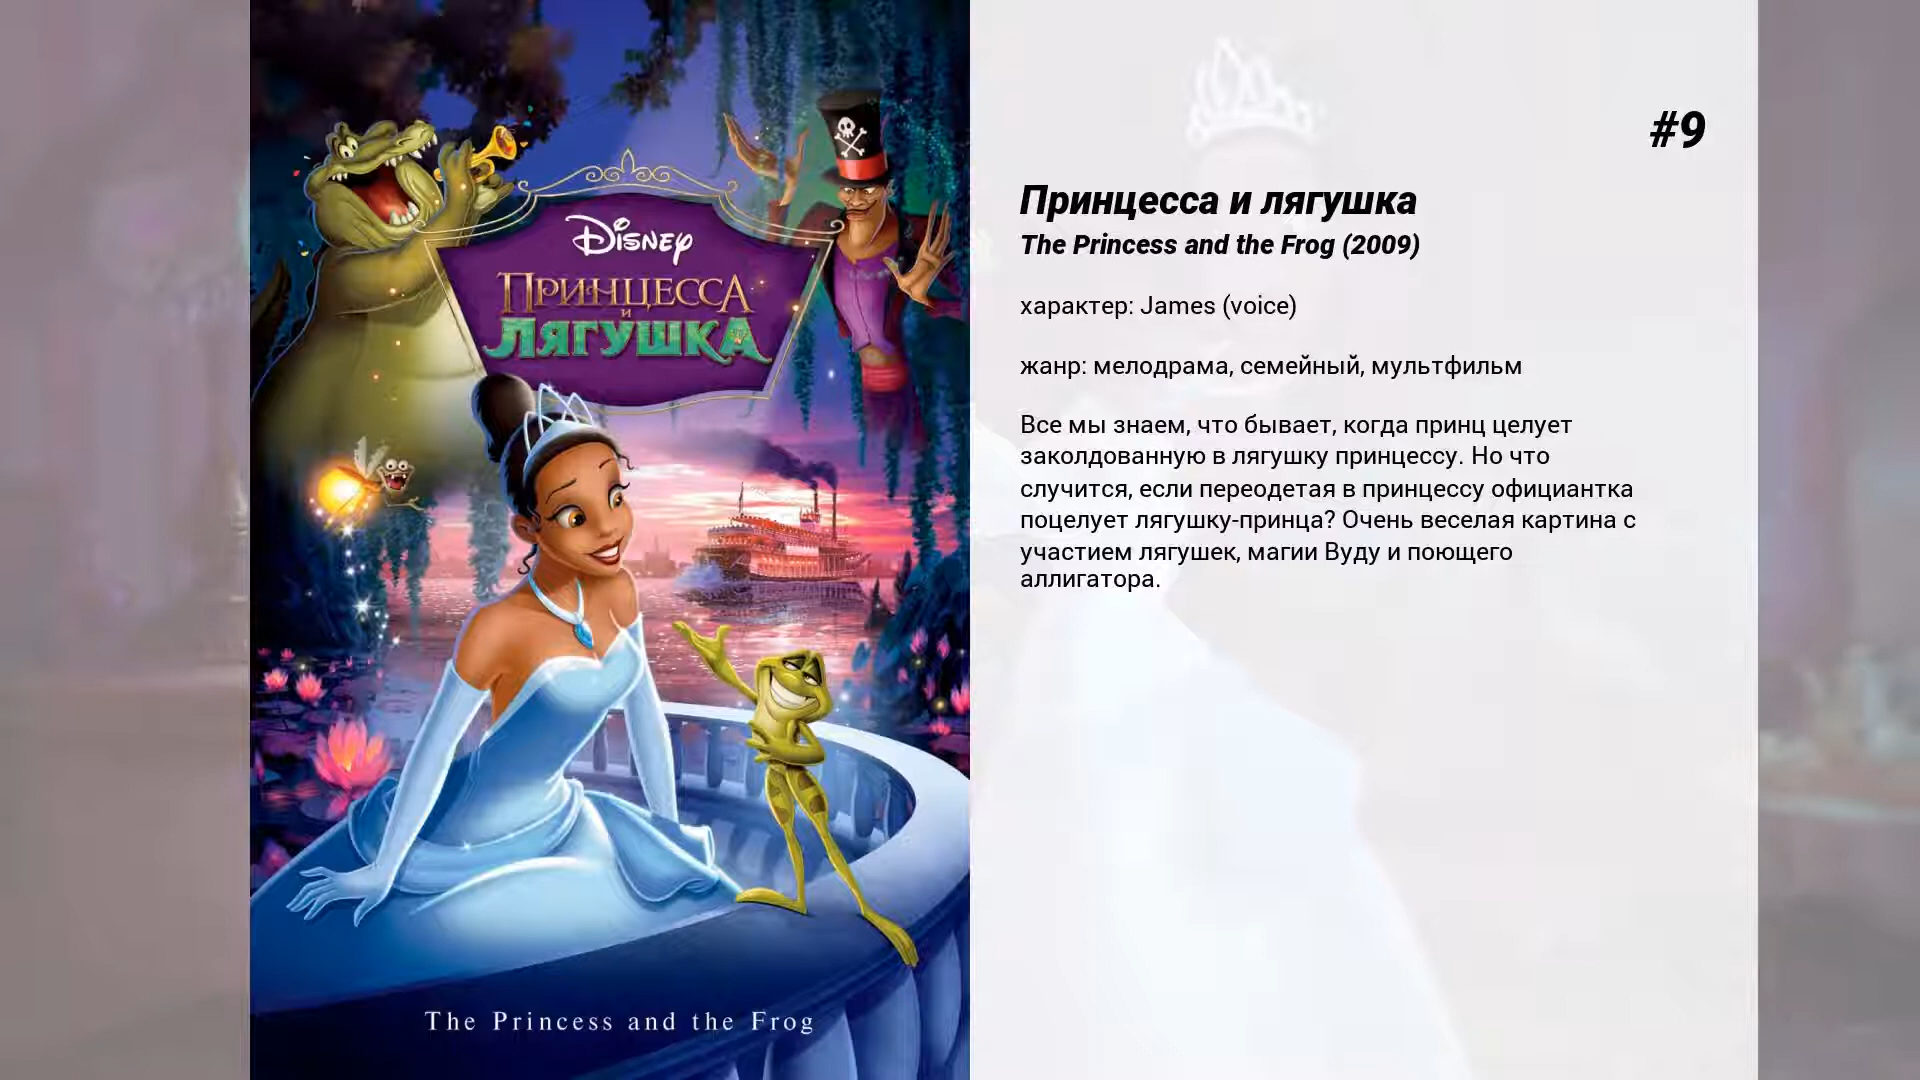 Disney
Принцесса
и
Лягушка
The Princess and the Frog
#9
Принцесса и лягушка
The Princess and the Frog (2009)
характер: James (voice)
жанр: мелодрама, семейный, мультфильм
Все мы знаем, что бывает, когда принц целует
заколдованную в лягушку принцессу. Но что
случится, если переодетая в принцессу официантка
поцелует лягушку-принца? Очень веселая картина с
участием лягушек, магии Вуду и поющего
аллигатора.